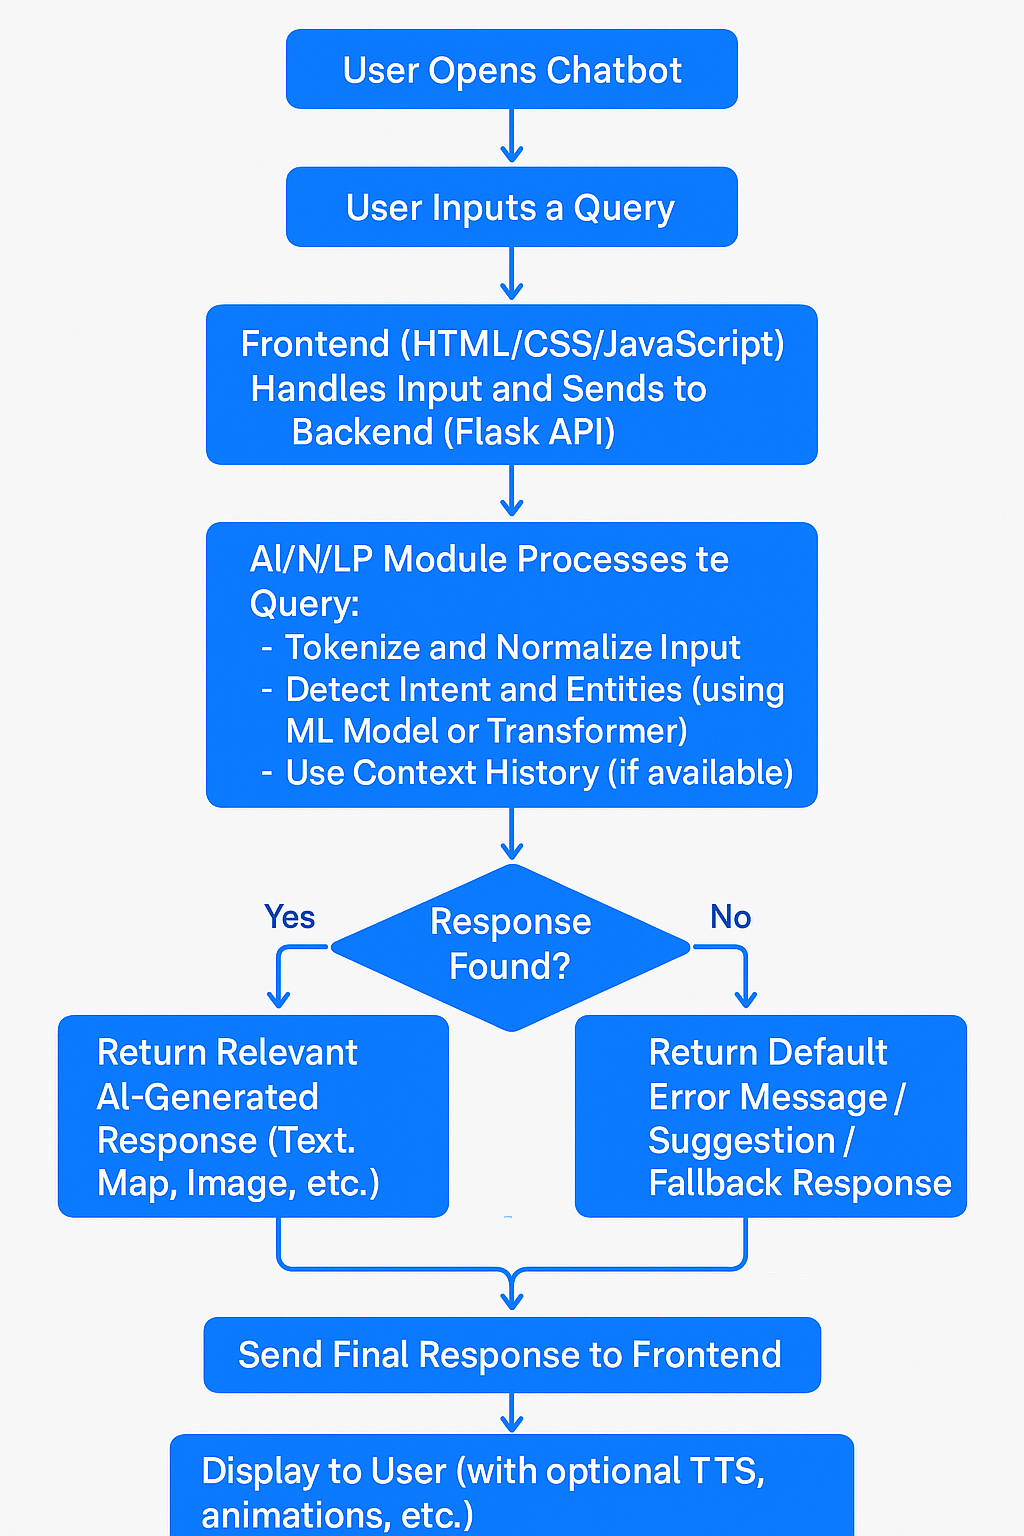 User Opens Chatbot
User Inputs a Query
Frontend (HTML/CSS/JavaScript)
Handles Input and Sends to
Backend (Flask API)
AI/N/LP Module Processes te
Query:
- Tokenize and Normalize Input
- Detect Intent and Entities (using
ML Model or Transformer)
- Use Context History (if available)
Response
Found?
Yes
No
Return Relevant
AI-Generated
Response (Text.
Map, Image, etc.)
Return Default
Error Message /
Suggestion /
Fallback Response
Send Final Response to Frontend
Display to User (with optional TTS,
animations, etc.)